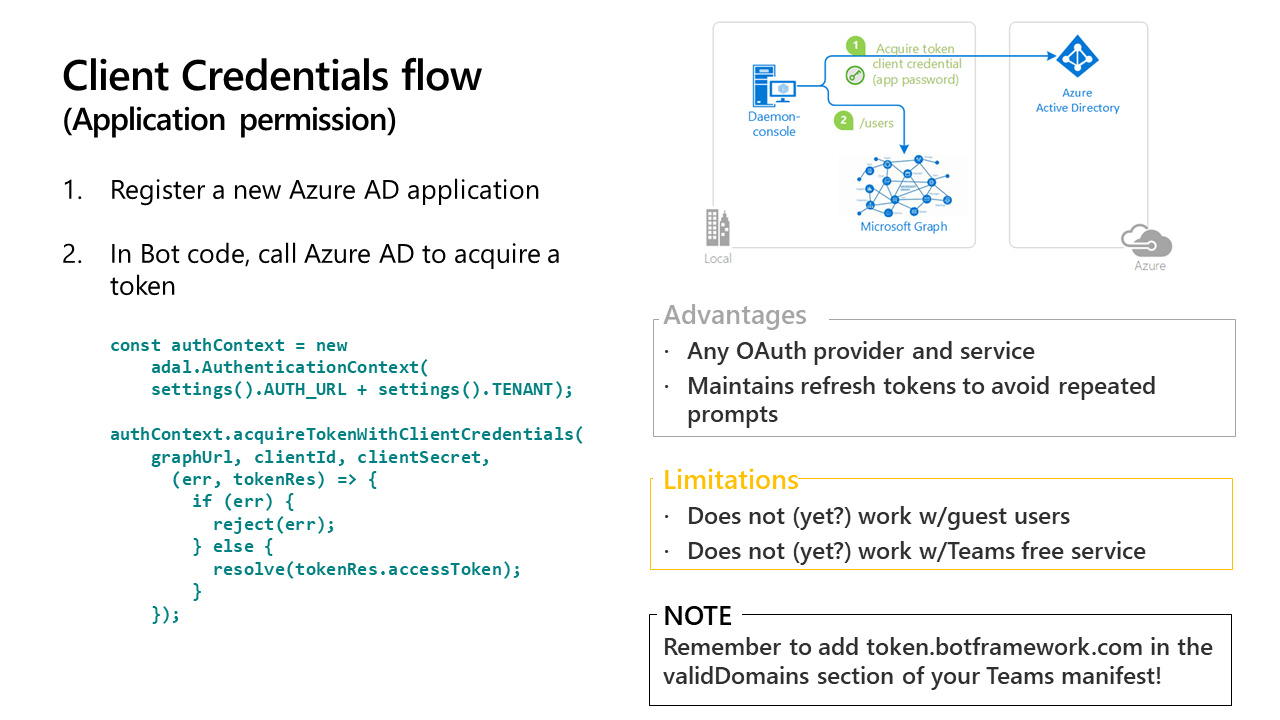 Client Credentials flow
(Application permission)
1. Register a new Azure AD application
2. In Bot code, call Azure AD to acquire a
token
const authContext = new
adal.AuthenticationContext(
settings().AUTH_URL + settings().TENANT);
authContext.acquireTokenWithClientCredentials(
graphUrl, clientId, clientSecret,
(err, tokenRes) => {
if (err) {
reject(err);
} else {
resolve(tokenRes.accessToken);
}
});
1 Acquire token
client credential
(app password)
Daemon-
console
2 /users
Microsoft Graph
Local
Azure
Active Directory
Azure
Advantages
· Any OAuth provider and service
· Maintains refresh tokens to avoid repeated
prompts
Limitations
· Does not (yet?) work w/guest users
· Does not (yet?) work w/Teams free service
NOTE
Remember to add token.botframework.com in the
validDomains section of your Teams manifest!